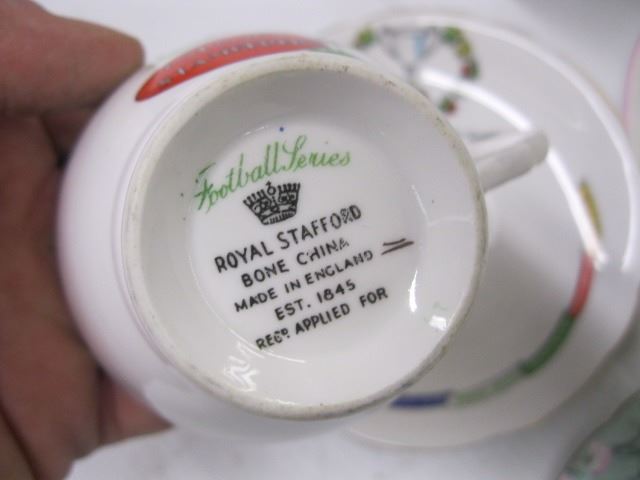 Football Series
ROYAL STAFFORD
BONE CHINA
MADE IN ENGLAND
EST. 1845
REGD. APPLIED FOR